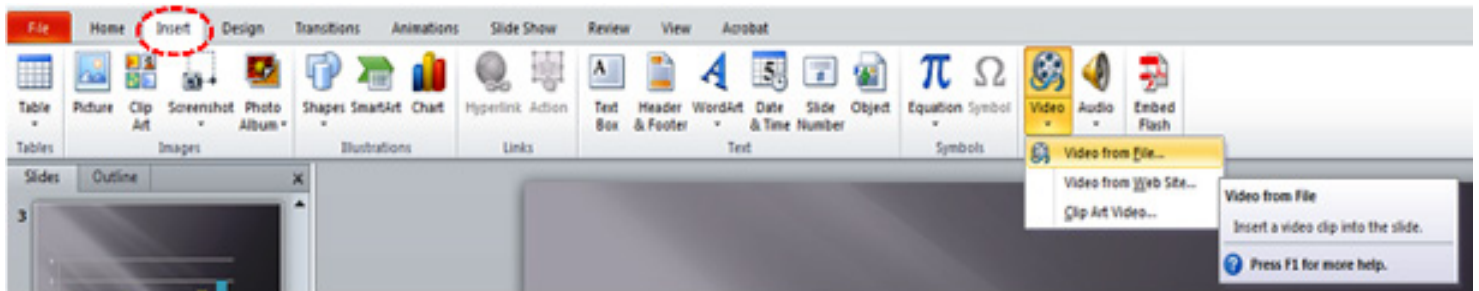 File Home Insert Design Transitions Animations Slide Show Review View Acrobat
Table Picture Clip Art Screenshot Photo Album Shapes SmartArt Chart Hyperlink Action Text Box Header & Footer WordArt Date & Time Slide Number Object Equation Symbol Video Audio Embed Flash
Tables Images Illustrations Links Text Symbols
Video from File...
Video from Web Site...
Clip Art Video...
Slides Outline
3
Video from File
Insert a video clip into the slide.
Press F1 for more help.